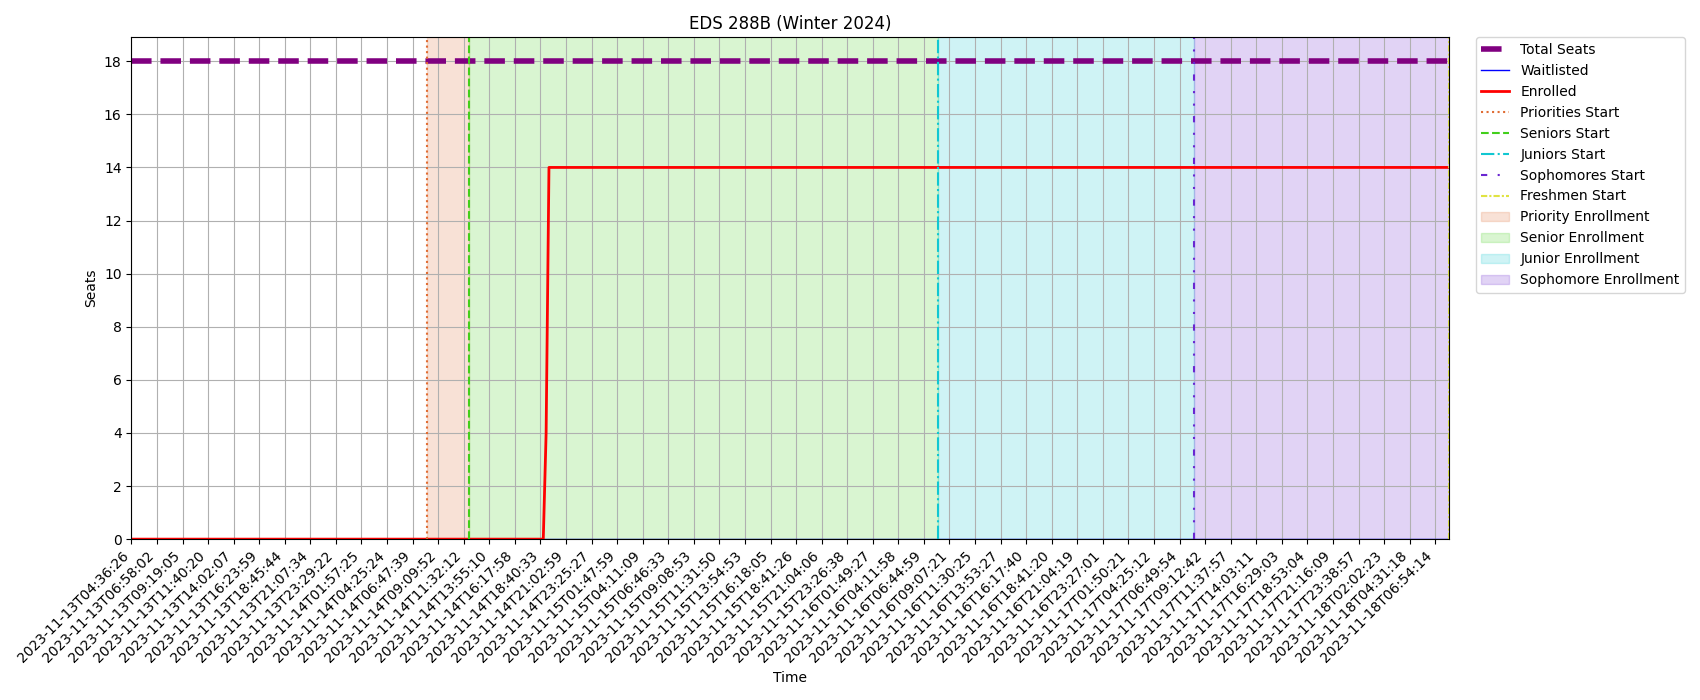 EDS 288B (Winter 2024)
Seats
18
16
14
12
10
8
6
4
2
0
2023-11-13T04:36:26
2023-11-13T06:58:02
2023-11-13T09:19:05
2023-11-13T11:40:20
2023-11-13T14:02:07
2023-11-13T16:23:59
2023-11-13T18:45:44
2023-11-13T21:07:34
2023-11-13T23:29:22
2023-11-14T01:57:25
2023-11-14T04:25:24
2023-11-14T06:47:39
2023-11-14T09:09:52
2023-11-14T11:32:12
2023-11-14T13:55:10
2023-11-14T16:17:58
2023-11-14T18:40:33
2023-11-14T21:02:59
2023-11-14T23:25:27
2023-11-15T01:47:59
2023-11-15T04:11:09
2023-11-15T06:46:33
2023-11-15T09:08:53
2023-11-15T11:31:50
2023-11-15T13:54:53
2023-11-15T16:18:05
2023-11-15T18:41:26
2023-11-15T21:04:06
2023-11-15T23:26:38
2023-11-16T01:49:27
2023-11-16T04:11:58
2023-11-16T06:44:59
2023-11-16T09:07:21
2023-11-16T11:30:25
2023-11-16T13:53:27
2023-11-16T16:17:40
2023-11-16T18:41:20
2023-11-16T21:04:19
2023-11-16T23:27:01
2023-11-17T01:50:21
2023-11-17T04:25:12
2023-11-17T06:49:54
2023-11-17T09:12:42
2023-11-17T11:37:57
2023-11-17T14:03:11
2023-11-17T16:29:03
2023-11-17T18:53:04
2023-11-17T21:16:09
2023-11-17T23:38:57
2023-11-18T02:02:23
2023-11-18T04:31:18
2023-11-18T06:54:14
Time
Total Seats
Waitlisted
Enrolled
Priorities Start
Seniors Start
Juniors Start
Sophomores Start
Freshmen Start
Priority Enrollment
Senior Enrollment
Junior Enrollment
Sophomore Enrollment